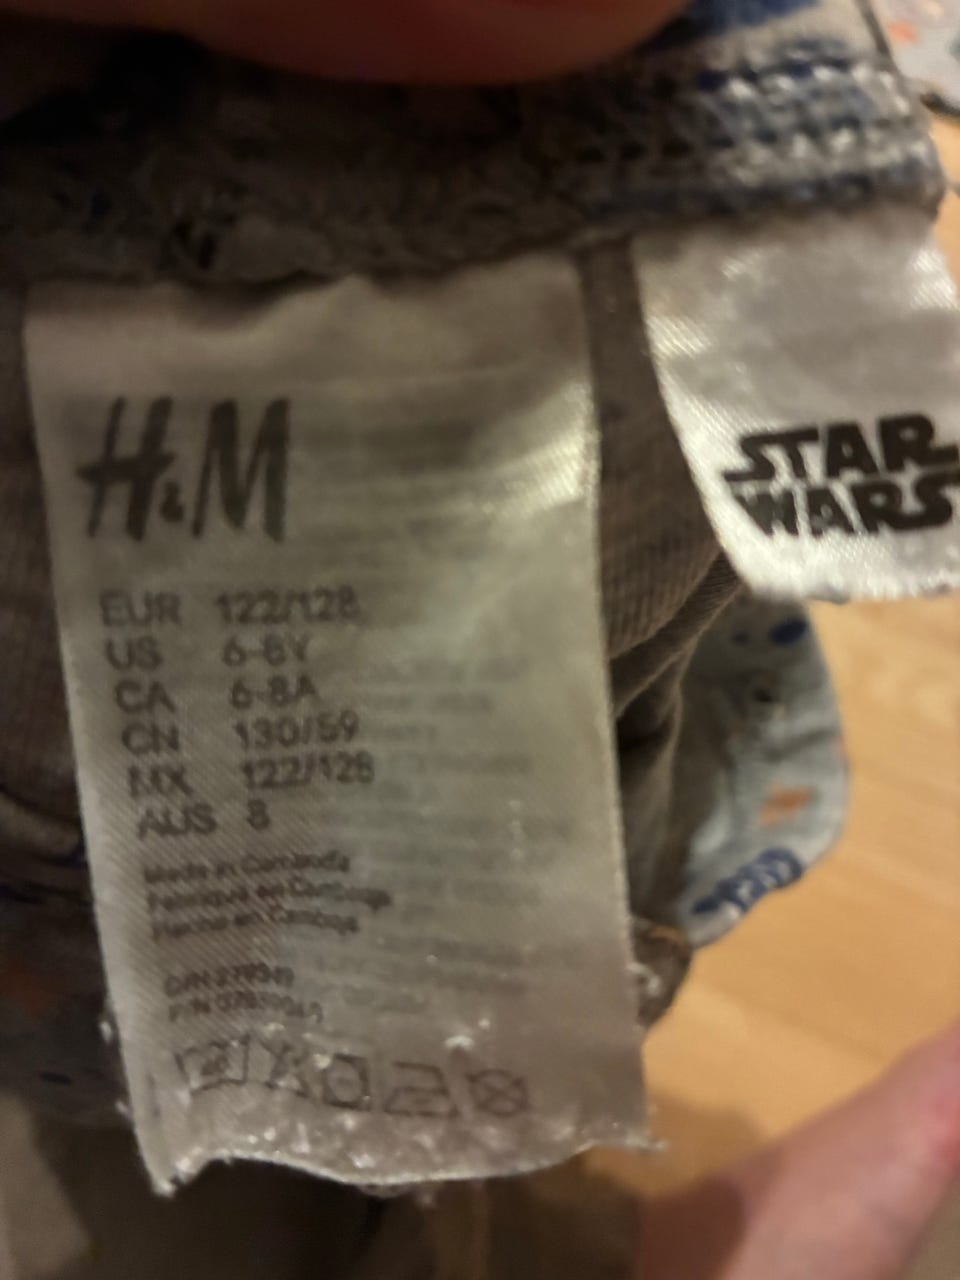 H&M
EUR 122/128
US 6-8Y
CA 6-8A
CN 130/59
MX 122/128
AUS 8
Made in Cambodia
Fabriqué en Cambodge
Hecho en Camboya
STAR
WARS